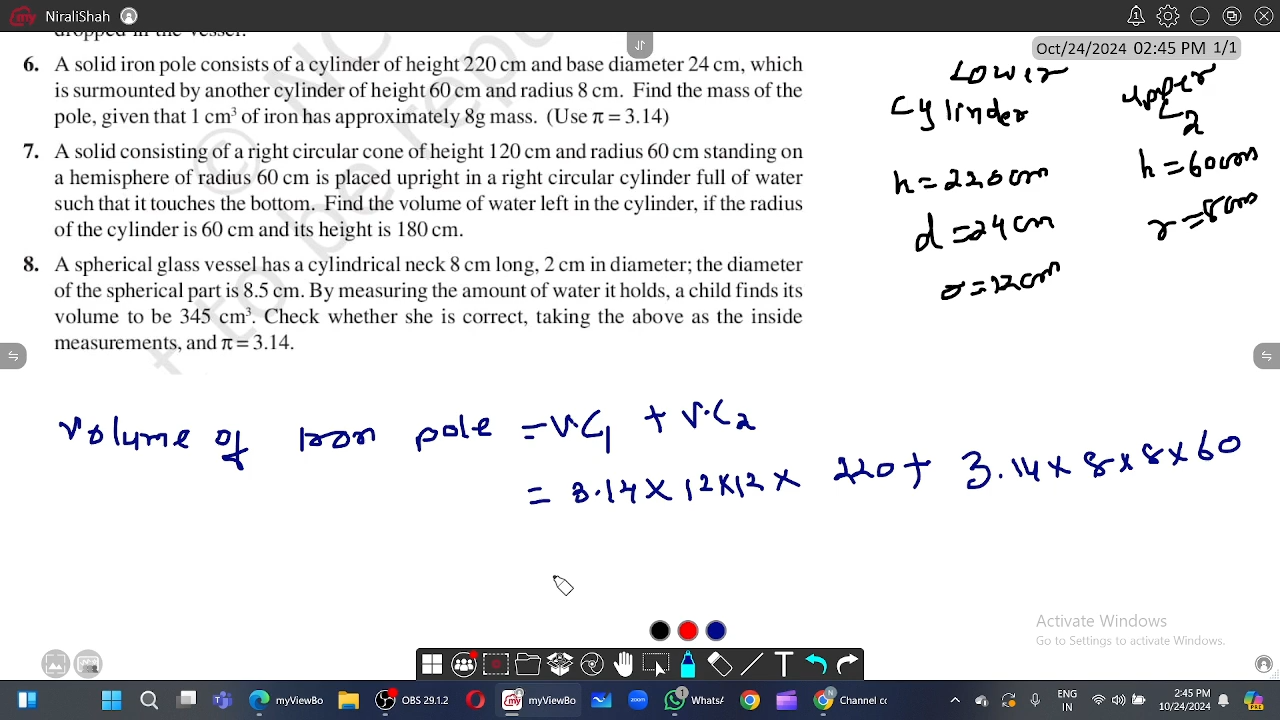 NiraliShah
dropped in the vessel.
Oct/24/2024 02:45 PM 1/1
6. A solid iron pole consists of a cylinder of height 220 cm and base diameter 24 cm, which
is surmounted by another cylinder of height 60 cm and radius 8 cm. Find the mass of the
pole, given that 1 cm³ of iron has approximately 8g mass. (Use π = 3.14)
7. A solid consisting of a right circular cone of height 120 cm and radius 60 cm standing on
a hemisphere of radius 60 cm is placed upright in a right circular cylinder full of water
such that it touches the bottom. Find the volume of water left in the cylinder, if the radius
of the cylinder is 60 cm and its height is 180 cm.
8. A spherical glass vessel has a cylindrical neck 8 cm long, 2 cm in diameter; the diameter
of the spherical part is 8.5 cm. By measuring the amount of water it holds, a child finds its
volume to be 345 cm³. Check whether she is correct, taking the above as the inside
measurements, and π = 3.14.
Lower
Cylinder
h = 220cm
d = 24cm
r = 12cm
upper
C2
h = 60cm
r = 8cm
Volume of iron pole = V.C1 + V.C2
= 3.14 × 12×12 × 220 + 3.14 × 8 × 8 × 60
Activate Windows
Go to Settings to activate Windows.
myViewBo
OBS 29.1.2
myViewBo
zoom
WhatsA
Channel cc
ENG
IN
2:45 PM
10/24/2024